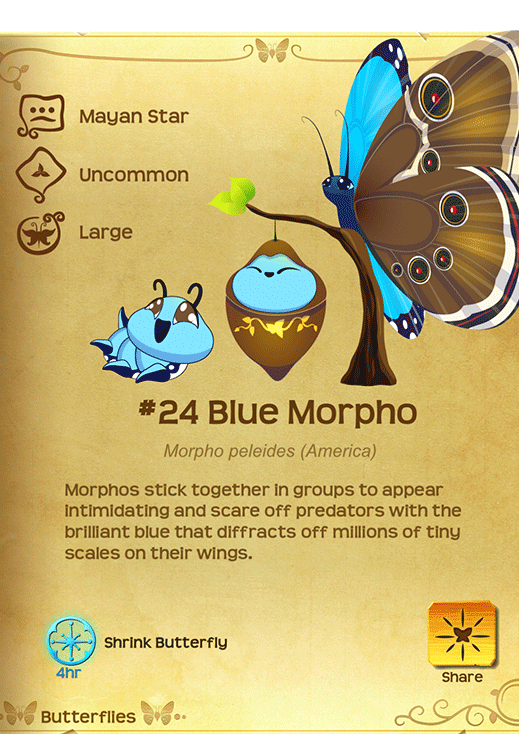 Mayan Star
Uncommon
Large
#24 Blue Morpho
Morpho peleides (America)
Morphos stick together in groups to appear
intimidating and scare off predators with the
brilliant blue that diffracts off millions of tiny
scales on their wings.
4hr
Shrink Butterfly
Share
Butterflies